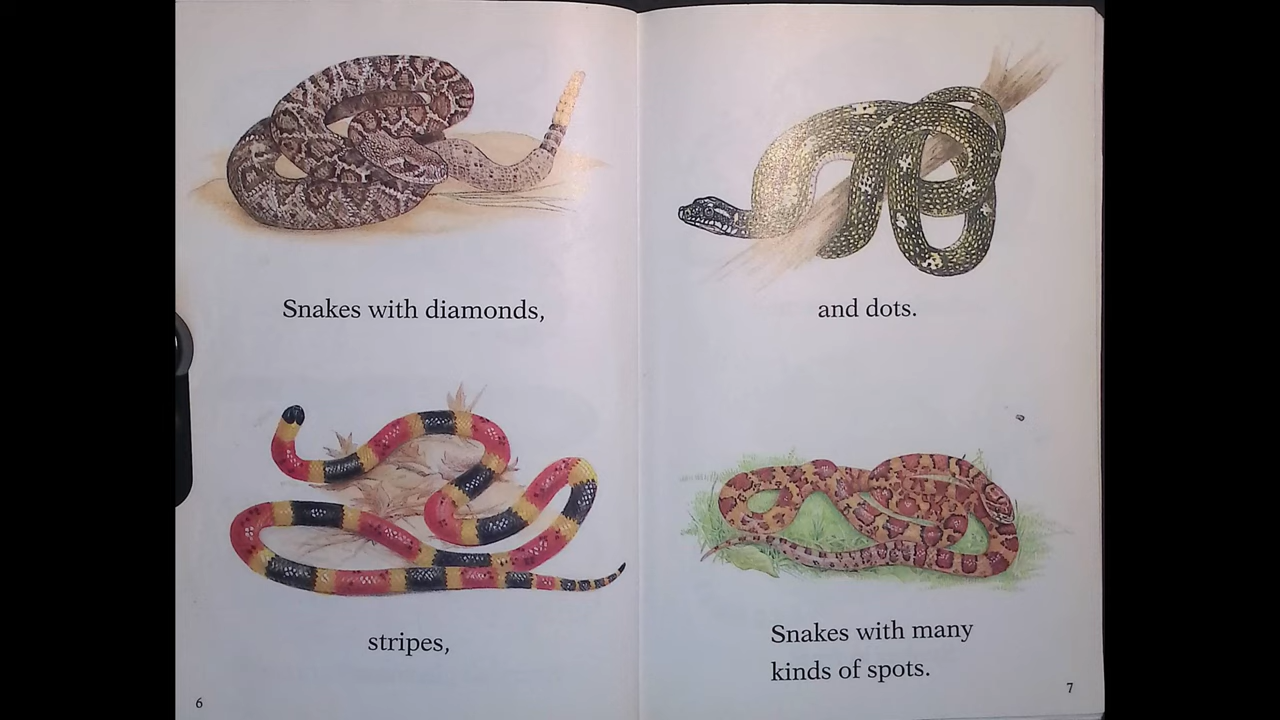 Snakes with diamonds,
stripes,
6
and dots.
Snakes with many
kinds of spots.
7